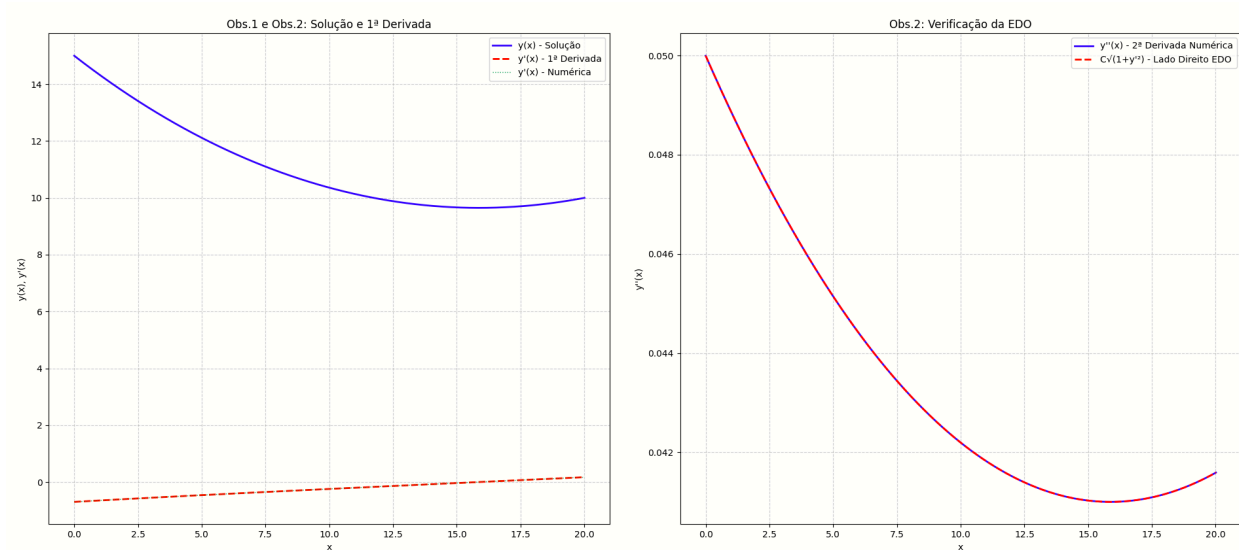 Obs.1 e Obs.2: Solução e 1ª Derivada
y(x) - Solução
y'(x) - 1ª Derivada
y'(x) - Numérica
y(x), y'(x)
14
12
10
8
6
4
2
0
0.0 2.5 5.0 7.5 10.0 12.5 15.0 17.5 20.0
x
Obs.2: Verificação da EDO
y''(x) - 2ª Derivada Numérica
C√(1+y'²) - Lado Direito EDO
y''(x)
0.050
0.048
0.046
0.044
0.042
0.0 2.5 5.0 7.5 10.0 12.5 15.0 17.5 20.0
x